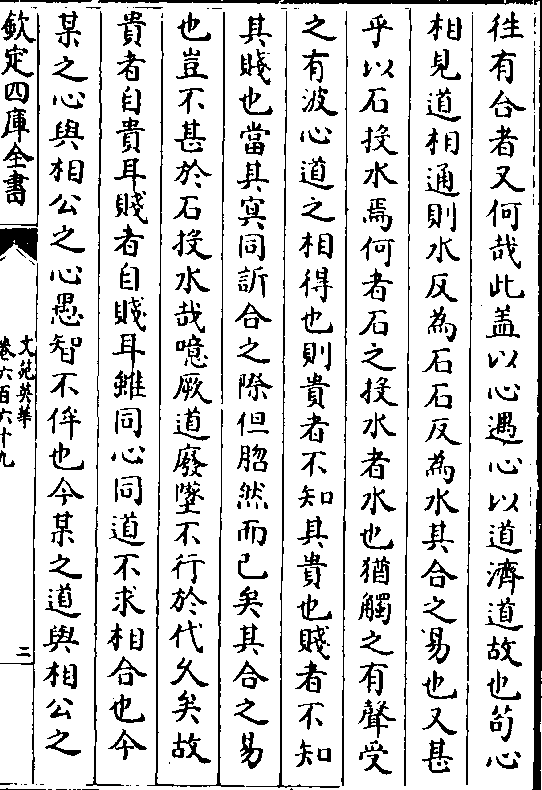 徃有合者又何哉此盖以心遇心以道濟道故也茍心
相見道相通則水反為石石反為水其合之易也又甚
乎以石投水焉何者石之投水者水也猶觸之有聲受
之有波心道之相得也則貴者不知其貴也賤者不知
其賤也當其㝠同訢合之際但脗然而已矣其合之易
也豈不甚於石投水哉噫厥道廢墜不行於代久矣故
貴者自貴耳賤者自賤耳雖同心同道不求相合也今
某之心與相公之心愚智不侔也今某之道與相公之
欽定四庫全書
文苑英華
卷六百六十九
二